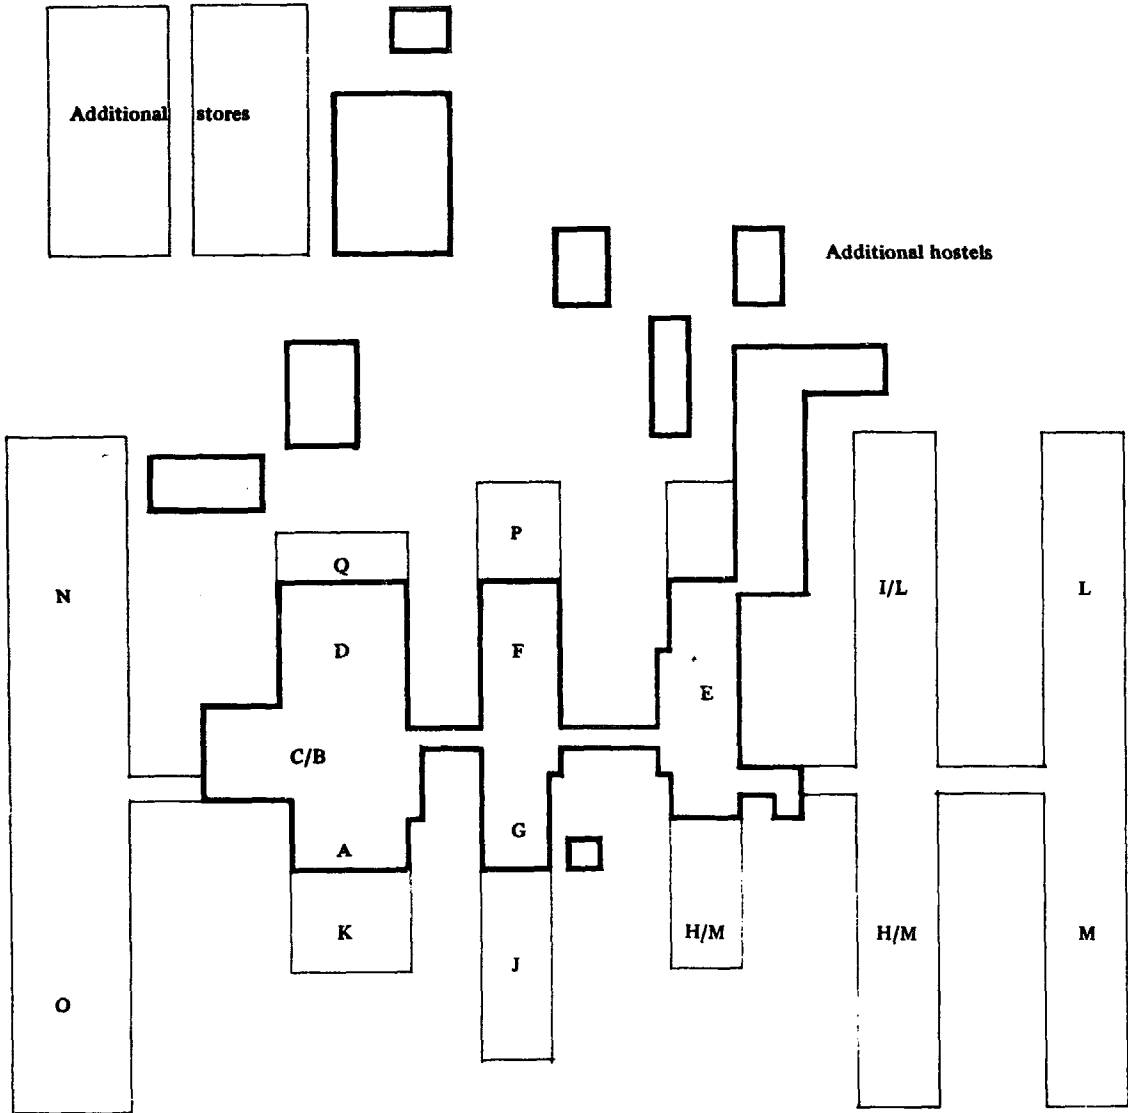 Additional stores
Additional hostels
P
Q
N
I/L
L
D
F
E
C/B
G
A
K
H/M
H/M
M
J
O